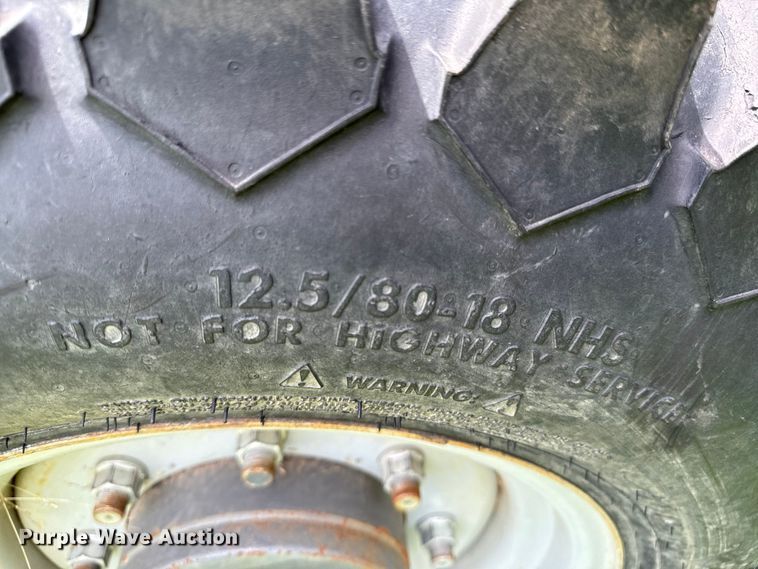 12.5/80-18 NHS
NOT FOR HIGHWAY SERVICE
WARNING:
Purple Wave Auction